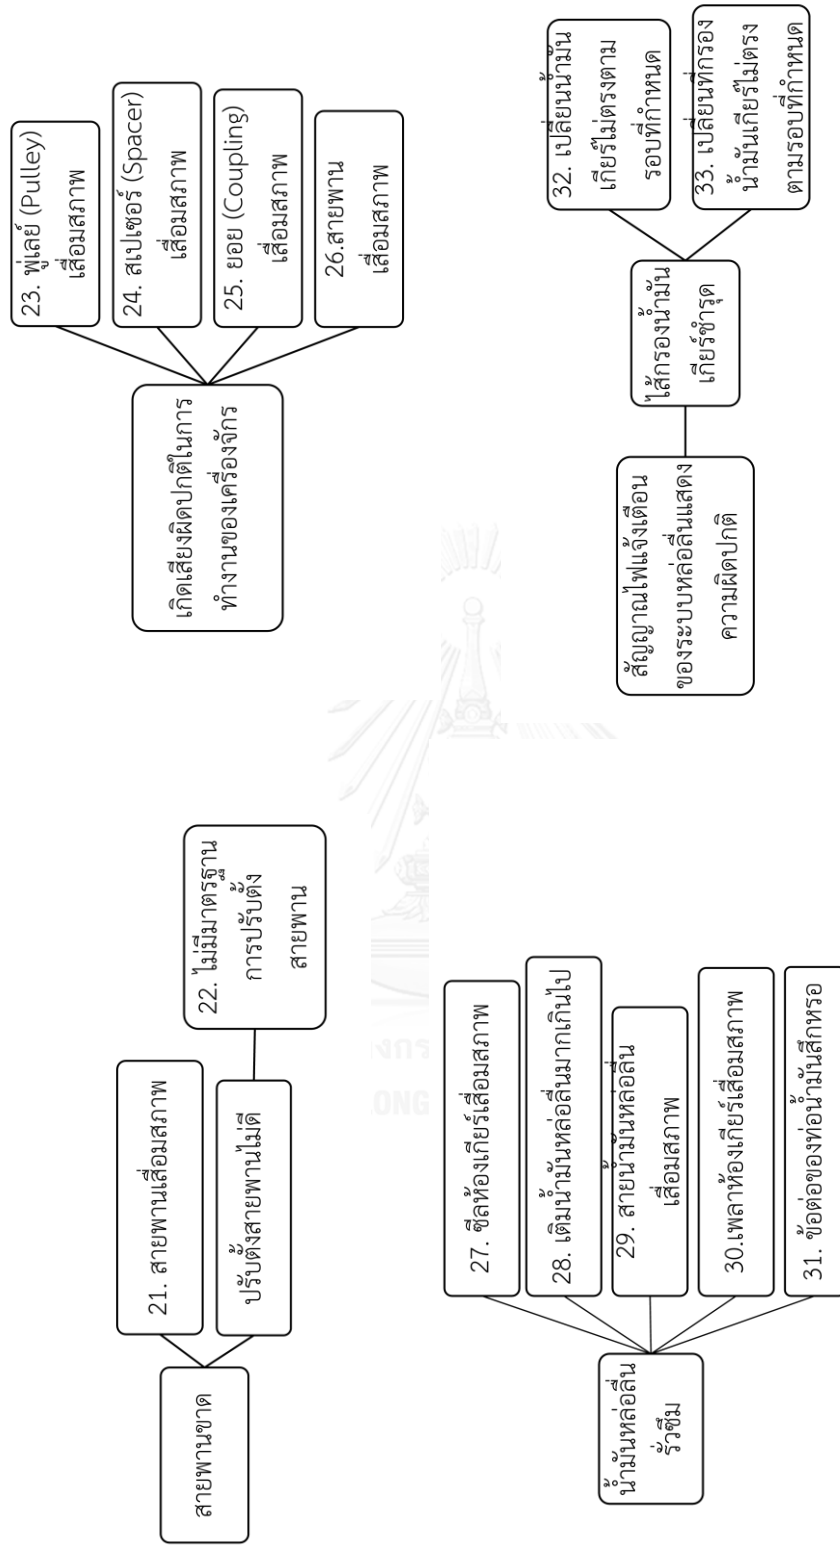 สายพานขาด
21. สายพานเสื่อมสภาพ
ปรับตั้งสายพานไม่ดี
22. ไม่มีมาตรฐาน
การปรับตั้ง
สายพาน
เกิดเสียงผิดปกติในการ
ทำงานของเครื่องจักร
23. พู่เล่ย์ (Pulley)
เสื่อมสภาพ
24. สเปเซอร์ (Spacer)
เสื่อมสภาพ
25. ยอย (Coupling)
เสื่อมสภาพ
26.สายพาน
เสื่อมสภาพ
น้ำมันหล่อลื่น
รั่วซึม
27. ซีลห้องเกียร์เสื่อมสภาพ
28. เติมน้ำมันหล่อลื่นมากเกินไป
29. สายน้ำมันหล่อลื่น
เสื่อมสภาพ
30.เพลาห้องเกียร์เสื่อมสภาพ
31. ข้อต่อของท่อน้ำมันสึกหรอ
สัญญาณไฟแจ้งเตือน
ของระบบหล่อลื่นแสดง
ความผิดปกติ
ไส้กรองน้ำมัน
เกียร์ชำรุด
32. เปลี่ยนน้ำมัน
เกียร์ไม่ตรงตาม
รอบที่กำหนด
33. เปลี่ยนที่กรอง
น้ำมันเกียร์ไม่ตรง
ตามรอบที่กำหนด